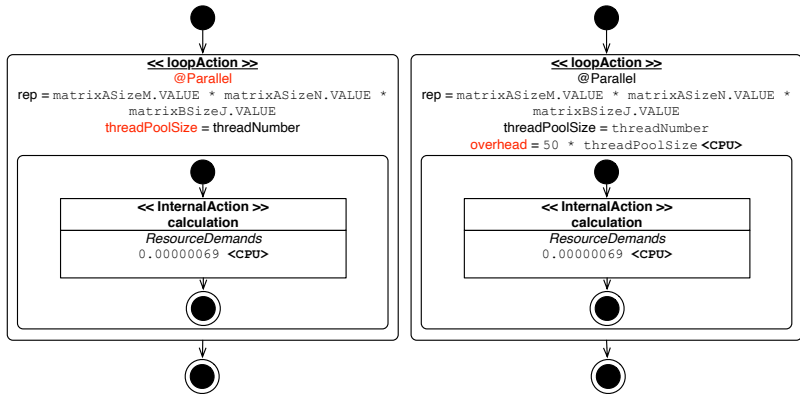 << loopAction >>
@Parallel
rep = matrixASizeM.VALUE * matrixASizeN.VALUE *
matrixBSizeJ.VALUE
threadPoolSize = threadNumber
<< InternalAction >>
calculation
ResourceDemands
0.00000069 <CPU>
<< loopAction >>
@Parallel
rep = matrixASizeM.VALUE * matrixASizeN.VALUE *
matrixBSizeJ.VALUE
threadPoolSize = threadNumber
overhead = 50 * threadPoolSize <CPU>
<< InternalAction >>
calculation
ResourceDemands
0.00000069 <CPU>